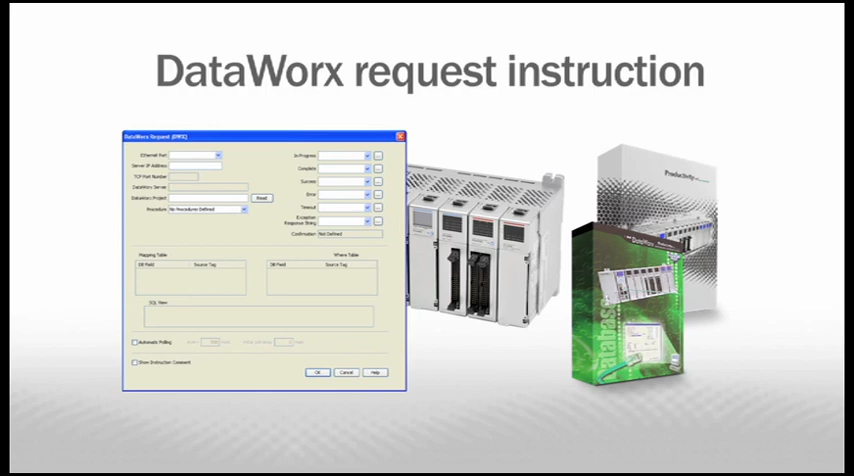 DataWorx request instruction
DataWorx Request (DWX)
Ethernet Port
Server IP Address
TCP Port Number
DataWorx Server
DataWorx Project
Read
Procedure No Procedures Defined
In Progress
Complete
Success
Error
Timeout
Exception
Response String
Confirmation Not Defined
Mapping Table
DB Field Source Tag
Where Table
DB Field Source Tag
SQL View
Automatic Polling
Show Instruction Comment
OK Cancel Help
Productivity
DataWorx
Database